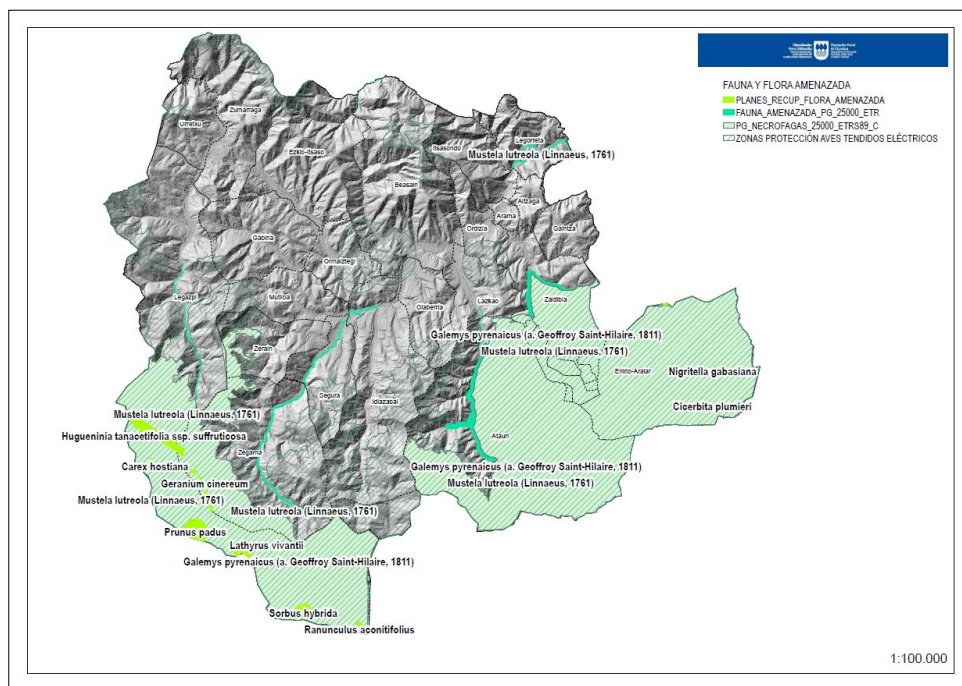 FAUNA Y FLORA AMENAZADA
PLANES_RECUP_FLORA_AMENAZADA
FAUNA_AMENAZADA_PG_25000_ETR
PG_NECROFAGAS_25000_ETRS89_C
ZONAS PROTECCIÓN AVES TENDIDOS ELÉCTRICOS
Zumarraga
Urretxu
Ezkio-Itsaso
Itsasondo
Legorreta
Mustela lutreola (Linnaeus, 1761)
Beasain
Altzaga
Arama
Ordizia
Gaintza
Gabiria
Ormaiztegi
Legazpi
Mutiloa
Olaberria
Lazkao
Zaldibia
Galemys pyrenaicus (a. Geoffroy Saint-Hilaire, 1811)
Zerain
Mustela lutreola (Linnaeus, 1761)
Enirio-Aralar
Nigritella gabasiana
Segura
Idiazabal
Cicerbita plumieri
Mustela lutreola (Linnaeus, 1761)
Hugueninia tanacetifolia ssp. suffruticosa
Ataun
Zegama
Carex hostiana
Galemys pyrenaicus (a. Geoffroy Saint-Hilaire, 1811)
Geranium cinereum
Mustela lutreola (Linnaeus, 1761)
Mustela lutreola (Linnaeus, 1761)
Mustela lutreola (Linnaeus, 1761)
Prunus padus
Lathyrus vivantii
Galemys pyrenaicus (a. Geoffroy Saint-Hilaire, 1811)
Sorbus hybrida
Ranunculus aconitifolius
1:100.000